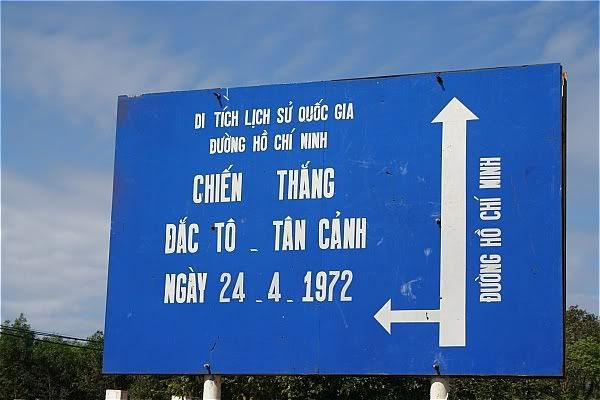 DI TÍCH LỊCH SỬ QUỐC GIA
ĐƯỜNG HỒ CHÍ MINH
CHIẾN THẮNG
ĐẮC TÔ _ TÂN CẢNH
NGÀY 24 _ 4 _ 1972
ĐƯỜNG HỒ CHÍ MINH